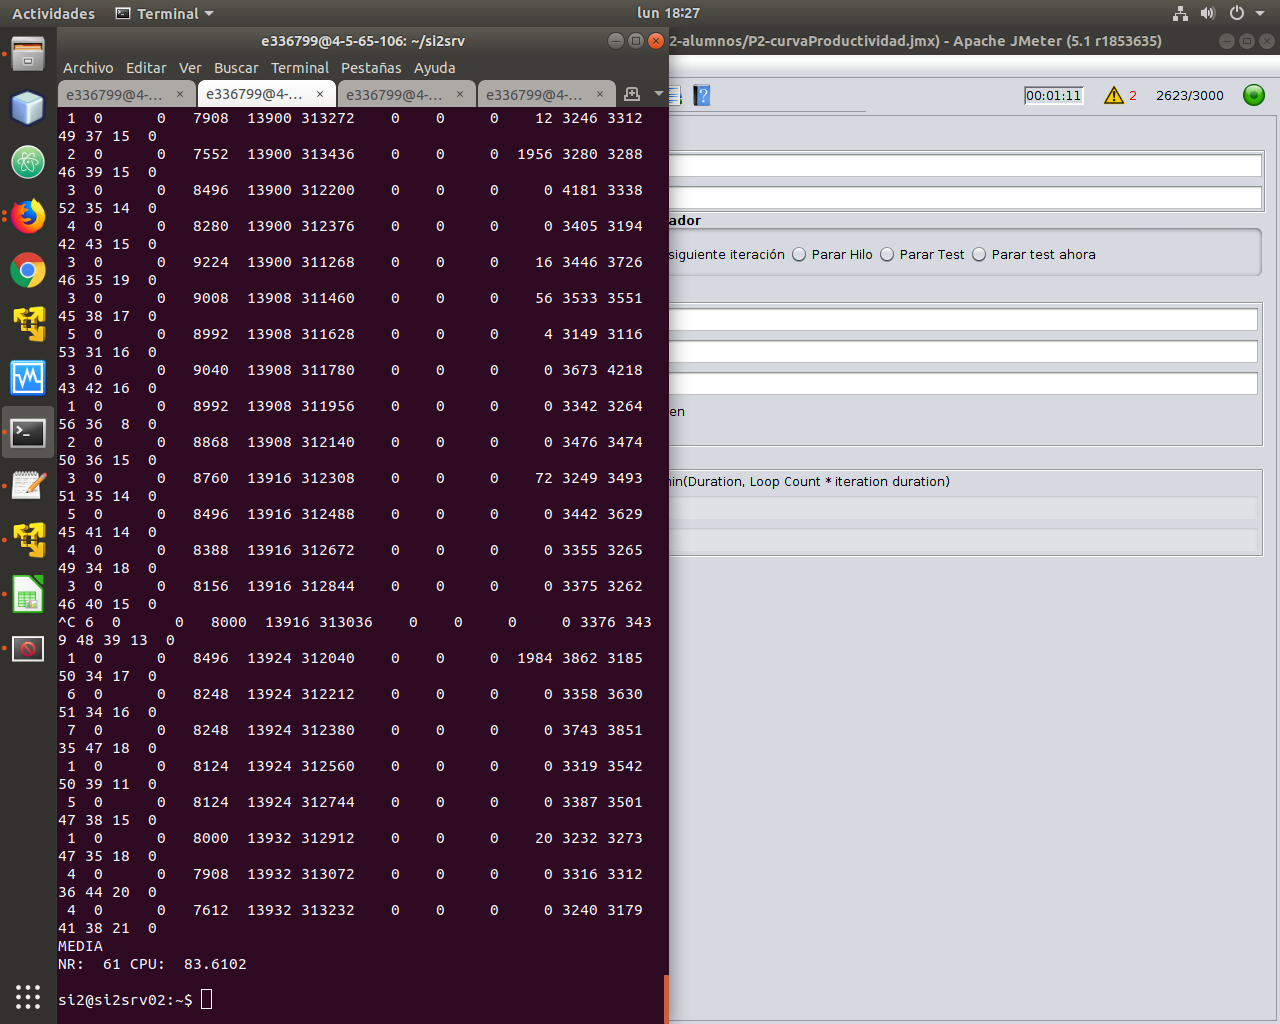 Actividades Terminal lun 18:27
e336799@4-5-65-106: ~/si2srv
2-alumnos/P2-curvaProductividad.jmx) - Apache JMeter (5.1 r1853635)
Archivo Editar Ver Buscar Terminal Pestañas Ayuda
e336799@4-... × e336799@4-... × e336799@4-... × e336799@4-... ×
00:01:11 2 2623/3000
ador
siguiente iteración Parar Hilo Parar Test Parar test ahora
en
nin(Duration, Loop Count * iteration duration)
1 0 0 7908 13900 313272 0 0 0 12 3246 3312
49 37 15 0
2 0 0 7552 13900 313436 0 0 0 1956 3280 3288
46 39 15 0
3 0 0 8496 13900 312200 0 0 0 0 4181 3338
52 35 14 0
4 0 0 8280 13900 312376 0 0 0 0 3405 3194
42 43 15 0
3 0 0 9224 13900 311268 0 0 0 16 3446 3726
46 35 19 0
3 0 0 9008 13908 311460 0 0 0 56 3533 3551
45 38 17 0
5 0 0 8992 13908 311628 0 0 0 4 3149 3116
53 31 16 0
3 0 0 9040 13908 311780 0 0 0 0 3673 4218
43 42 16 0
1 0 0 8992 13908 311956 0 0 0 0 3342 3264
56 36 8 0
2 0 0 8868 13908 312140 0 0 0 0 3476 3474
50 36 15 0
3 0 0 8760 13916 312308 0 0 0 72 3249 3493
51 35 14 0
5 0 0 8496 13916 312488 0 0 0 0 3442 3629
45 41 14 0
4 0 0 8388 13916 312672 0 0 0 0 3355 3265
49 34 18 0
3 0 0 8156 13916 312844 0 0 0 0 3375 3262
46 40 15 0
^C 6 0 0 8000 13916 313036 0 0 0 0 3376 343
9 48 39 13 0
1 0 0 8496 13924 312040 0 0 0 1984 3862 3185
50 34 17 0
6 0 0 8248 13924 312212 0 0 0 0 3358 3630
51 34 16 0
7 0 0 8248 13924 312380 0 0 0 0 3743 3851
35 47 18 0
1 0 0 8124 13924 312560 0 0 0 0 3319 3542
50 39 11 0
5 0 0 8124 13924 312744 0 0 0 0 3387 3501
47 38 15 0
1 0 0 8000 13932 312912 0 0 0 20 3232 3273
47 35 18 0
4 0 0 7908 13932 313072 0 0 0 0 3316 3312
36 44 20 0
4 0 0 7612 13932 313232 0 0 0 0 3240 3179
41 38 21 0
MEDIA
NR: 61 CPU: 83.6102
si2@si2srv02:~$